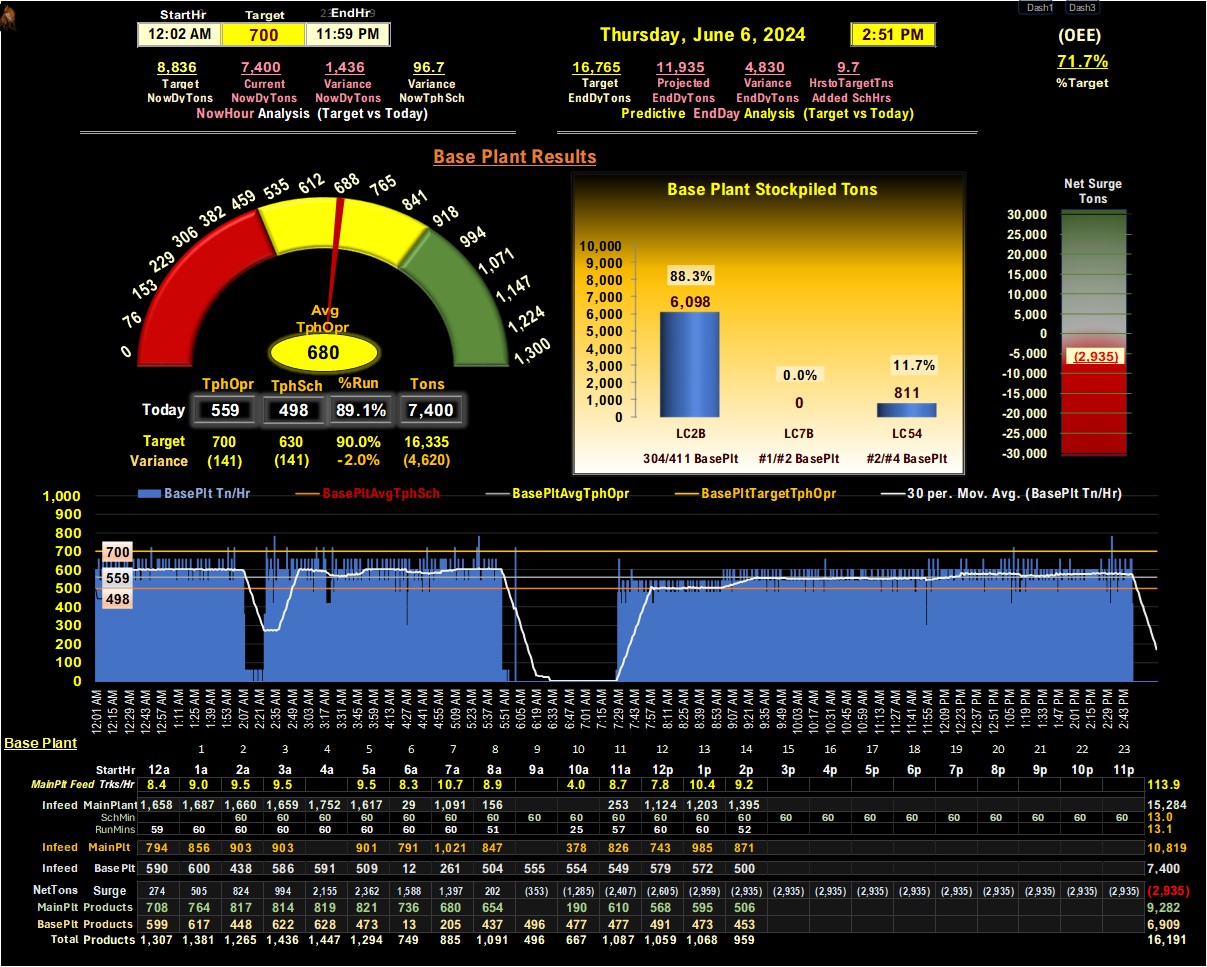 StartHr Target EndHr Dash1 Dash3
12:02 AM 700 11:59 PM Thursday, June 6, 2024 2:51 PM (OEE)
8,836 7,400 1,436 96.7 16,765 11,935 4,830 9.7 71.7%
Target Current Variance Variance Target Projected Variance HrstoTargetTns %Target
NowDyTons NowDyTons NowDyTons NowTphSch EndDyTons EndDyTons EndDyTons Added SchHrs
NowHour Analysis (Target vs Today) Predictive EndDay Analysis (Target vs Today)
Base Plant Results
0 76 153 229 306 382 459 535 612 688 765 841 918 994 1,071 1,147 1,224 1,300
Avg
TphOpr
680
TphOpr TphSch %Run Tons
Today 559 498 89.1% 7,400
Target 700 630 90.0% 16,335
Variance (141) (141) -2.0% (4,620)
Base Plant Stockpiled Tons
10,000
9,000
8,000
7,000
6,000
5,000
4,000
3,000
2,000
1,000
0
88.3% 0.0% 11.7%
6,098 0 811
LC2B LC7B LC54
304/411 BasePlt #1/#2 BasePlt #2/#4 BasePlt
Net Surge
Tons
30,000
25,000
20,000
15,000
10,000
5,000
0
-5,000
-10,000
-15,000
-20,000
-25,000
-30,000
(2,935)
BasePlt Tn/Hr BasePltAvgTphSch BasePltAvgTphOpr BasePltTargetTphOpr 30 per. Mov. Avg. (BasePlt Tn/Hr)
1,000
900
800
700
600
500
400
300
200
100
0
700
559
498
12:01 AM 12:15 AM 12:29 AM 12:43 AM 12:57 AM 1:11 AM 1:25 AM 1:39 AM 1:53 AM 2:07 AM 2:21 AM 2:35 AM 2:49 AM 3:03 AM 3:17 AM 3:31 AM 3:45 AM 3:59 AM 4:13 AM 4:27 AM 4:41 AM 4:55 AM 5:09 AM 5:23 AM 5:37 AM 5:51 AM 6:05 AM 6:19 AM 6:33 AM 6:47 AM 7:01 AM 7:15 AM 7:29 AM 7:43 AM 7:57 AM 8:11 AM 8:25 AM 8:39 AM 8:53 AM 9:07 AM 9:21 AM 9:35 AM 9:49 AM 10:03 AM 10:17 AM 10:31 AM 10:45 AM 10:59 AM 11:13 AM 11:27 AM 11:41 AM 11:55 AM 12:09 PM 12:23 PM 12:37 PM 12:51 PM 1:05 PM 1:19 PM 1:33 PM 1:47 PM 2:01 PM 2:15 PM 2:29 PM 2:43 PM
Base Plant 1 2 3 4 5 6 7 8 9 10 11 12 13 14 15 16 17 18 19 20 21 22 23
StartHr 12a 1a 2a 3a 4a 5a 6a 7a 8a 9a 10a 11a 12p 1p 2p 3p 4p 5p 6p 7p 8p 9p 10p 11p
MainPlt Feed Trks/Hr 8.4 9.0 9.5 9.5 9.5 8.3 10.7 8.9 4.0 8.7 7.8 10.4 9.2 113.9
Infeed MainPlant 1,658 1,687 1,660 1,659 1,752 1,617 29 1,091 156 253 1,124 1,203 1,395 15,284
SchMin 60 60 60 60 60 60 60 60 60 60 60 60 60 60 60 60 60 60 60 60 60 60 13.0
RunMins 59 60 60 60 60 60 60 60 51 25 57 60 60 52 13.1
Infeed MainPlt 794 856 903 903 901 791 1,021 847 378 826 743 985 871 10,819
Infeed BasePlt 590 600 438 586 591 509 12 261 504 555 554 549 579 572 500 7,400
NetTons Surge 274 505 824 994 2,155 2,362 1,588 1,397 202 (353) (1,285) (2,407) (2,605) (2,959) (2,935) (2,935) (2,935) (2,935) (2,935) (2,935) (2,935) (2,935) (2,935) (2,935) (2,935)
MainPlt Products 708 764 817 814 819 821 736 680 654 190 610 568 595 506 9,282
BasePlt Products 599 617 448 622 628 473 13 205 437 496 477 477 491 473 453 6,909
Total Products 1,307 1,381 1,265 1,436 1,447 1,294 749 885 1,091 496 667 1,087 1,059 1,068 959 16,191